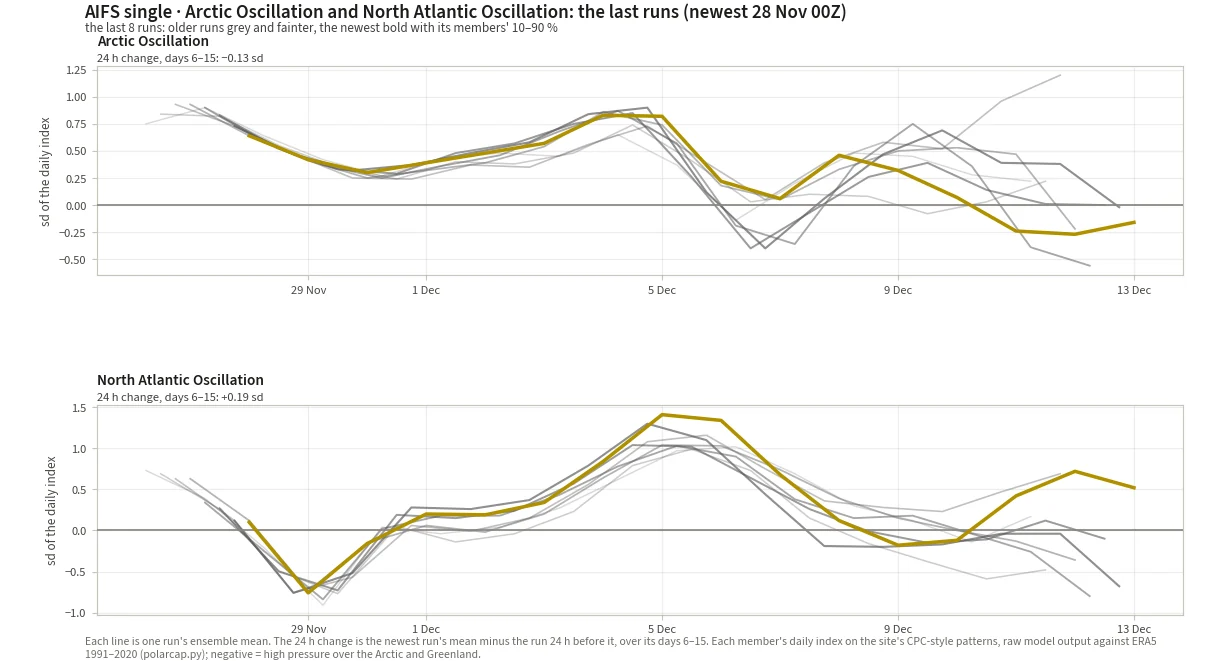 AIFS single · Arctic Oscillation and North Atlantic Oscillation: the last runs (newest 28 Nov 00Z)
the last 8 runs: older runs grey and fainter, the newest bold with its members' 10–90 %
Arctic Oscillation
24 h change, days 6–15: −0.13 sd
1.25
1.00
0.75
0.50
0.25
0.00
−0.25
−0.50
sd of the daily index
29 Nov
1 Dec
5 Dec
9 Dec
13 Dec
North Atlantic Oscillation
24 h change, days 6–15: +0.19 sd
1.5
1.0
0.5
0.0
−0.5
−1.0
sd of the daily index
29 Nov
1 Dec
5 Dec
9 Dec
13 Dec
Each line is one run's ensemble mean. The 24 h change is the newest run's mean minus the run 24 h before it, over its days 6–15. Each member's daily index on the site's CPC-style patterns, raw model output against ERA5
1991–2020 (polarcap.py); negative = high pressure over the Arctic and Greenland.